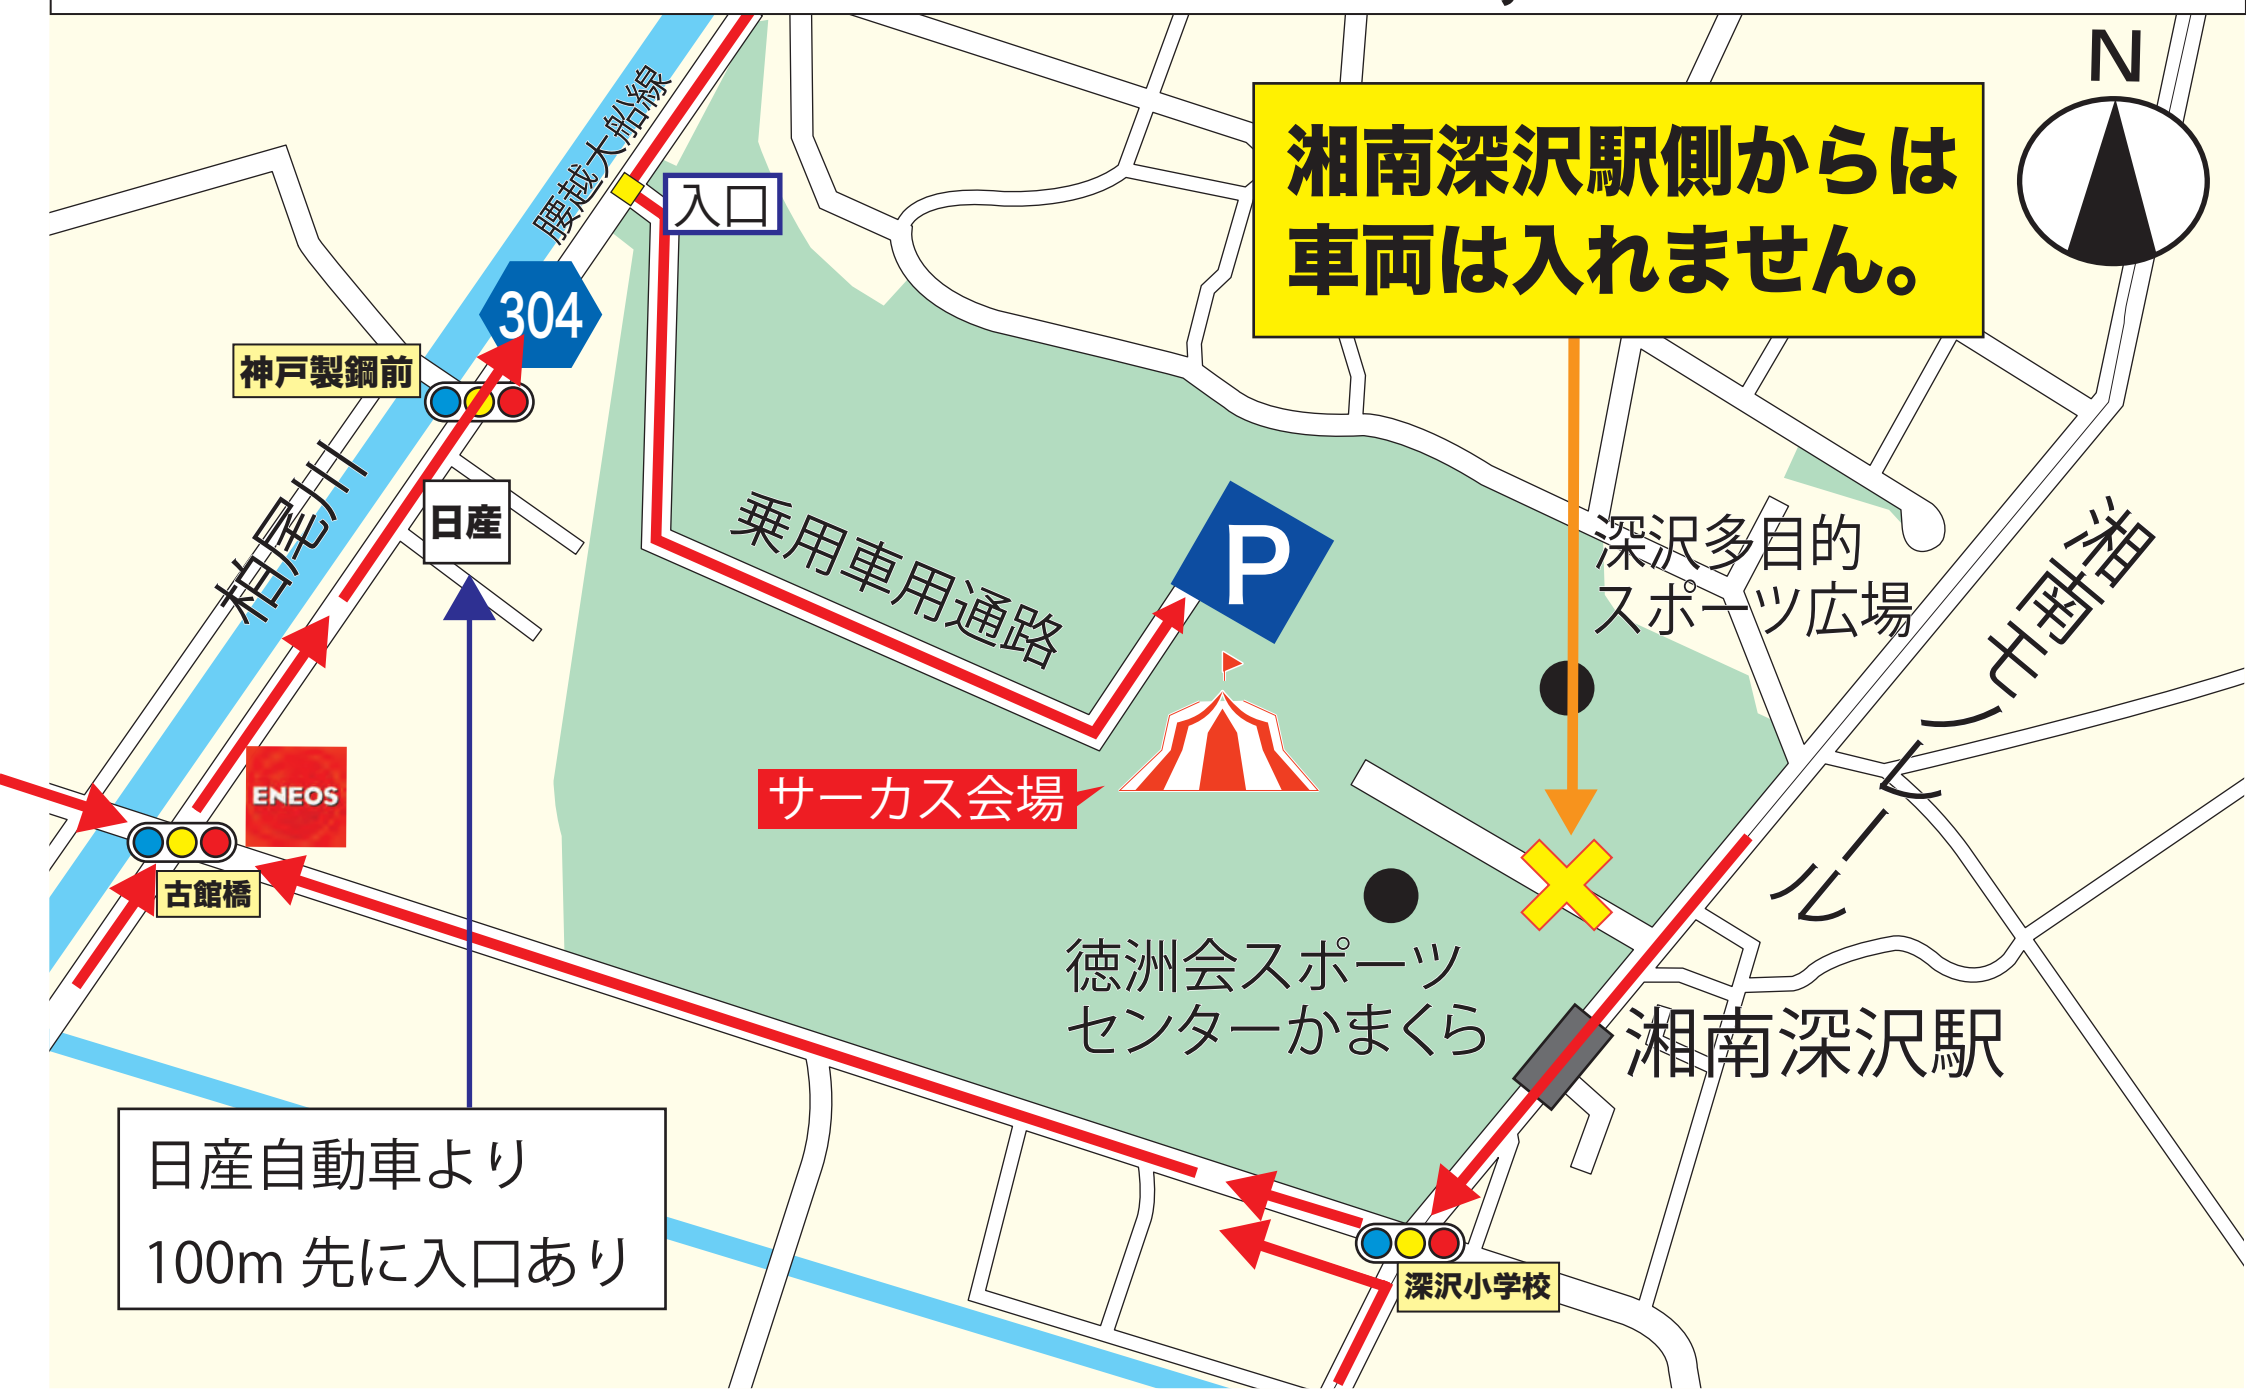 N
湘南深沢駅側からは
車両は入れません。
腰越大船線
入口
304
神戸製鋼前
柏尾川
日産
乗用車用通路
P
深沢多目的
スポーツ広場
湘南モノレール
ENEOS
サーカス会場
古館橋
徳洲会スポーツ
センターかまくら
湘南深沢駅
日産自動車より
100m 先に入口あり
深沢小学校